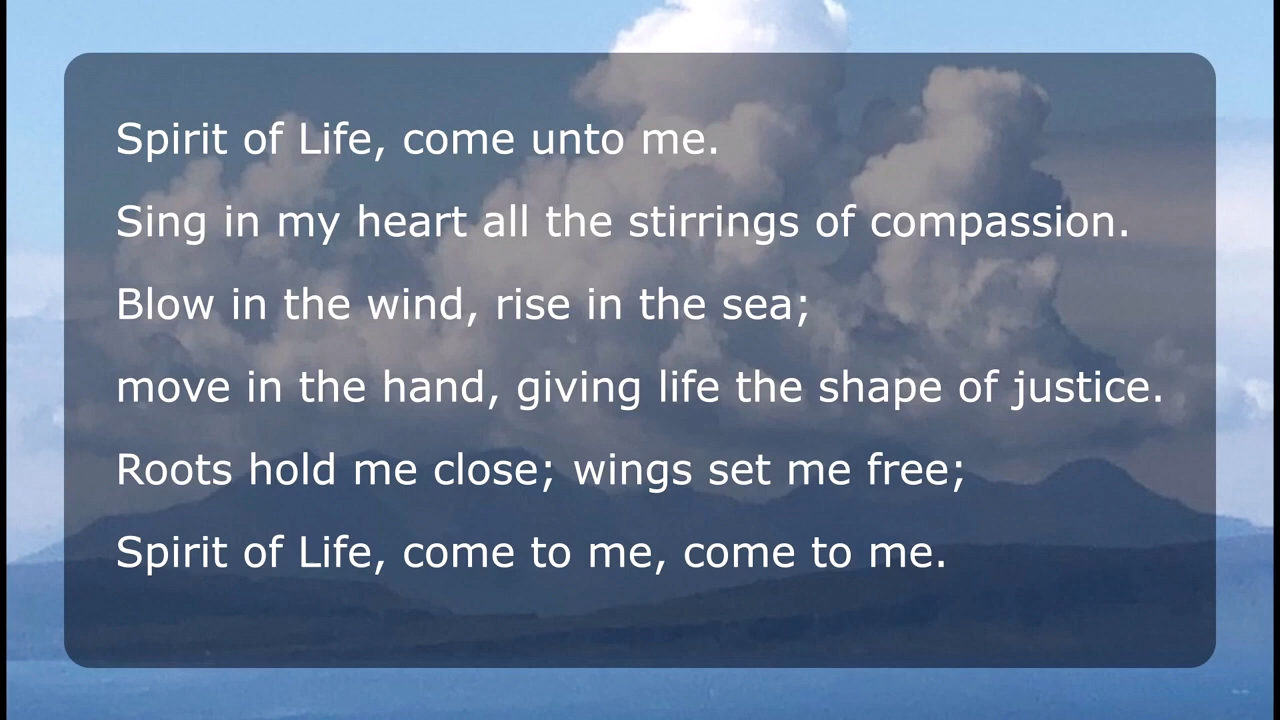 Spirit of Life, come unto me.
Sing in my heart all the stirrings of compassion.
Blow in the wind, rise in the sea;
move in the hand, giving life the shape of justice.
Roots hold me close; wings set me free;
Spirit of Life, come to me, come to me.